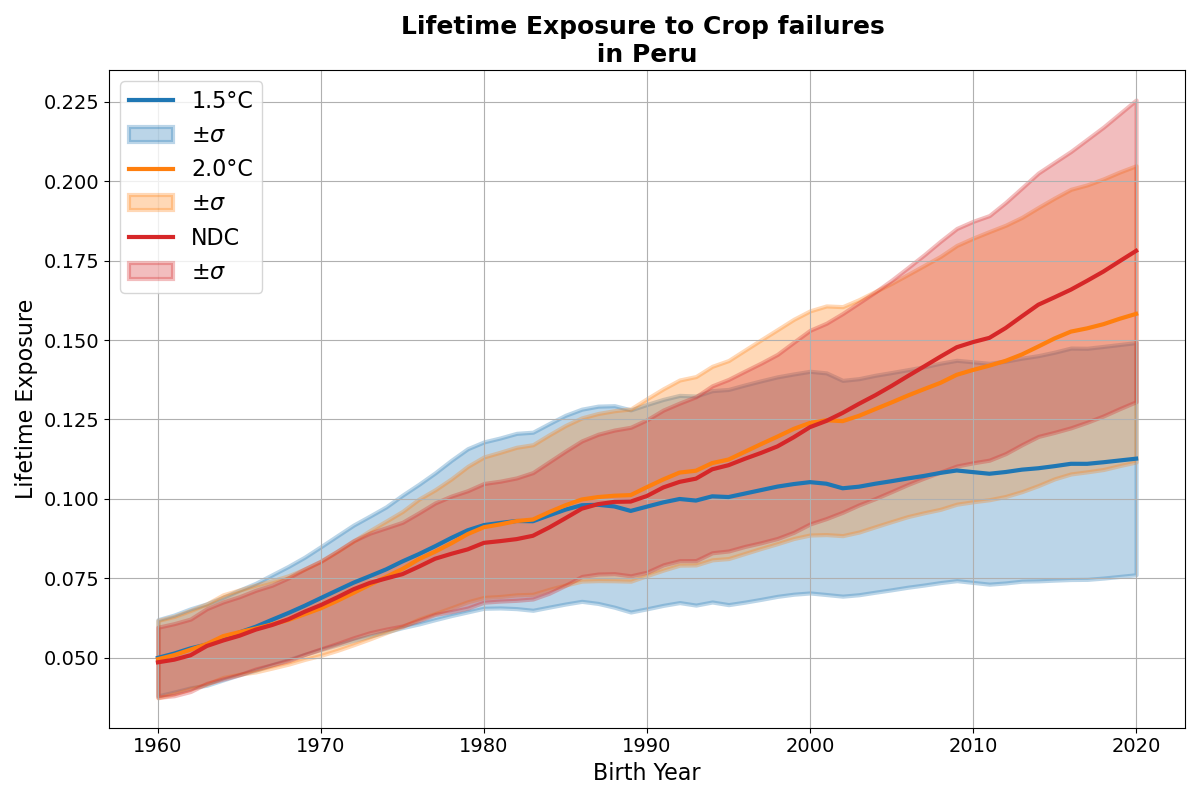 Lifetime Exposure to Crop failures
in Peru
1.5°C
±σ
2.0°C
±σ
NDC
±σ
Lifetime Exposure
0.225
0.200
0.175
0.150
0.125
0.100
0.075
0.050
1960 1970 1980 1990 2000 2010 2020
Birth Year